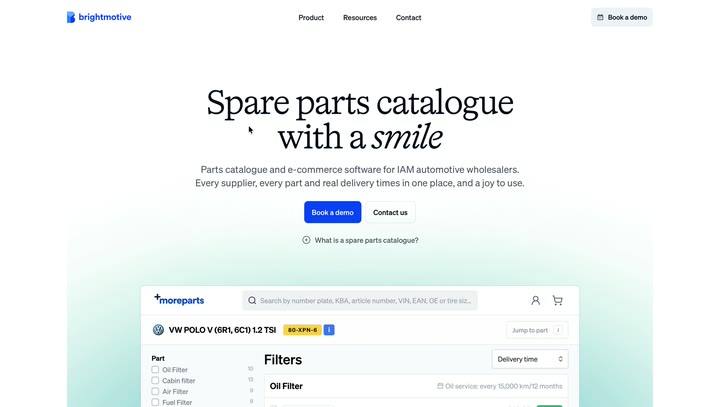 brightmotive
Product
Resources
Contact
Book a demo
Spare parts catalogue
with a smile
Parts catalogue and e-commerce software for IAM automotive wholesalers.
Every supplier, every part and real delivery times in one place, and a joy to use.
Book a demo
Contact us
What is a spare parts catalogue?
+moreparts
Search by number plate, KBA, article number, VIN, EAN, OE or tire siz...
VW POLO V (6R1, 6C1) 1.2 TSI
80-XPN-6
i
Jump to part
Part
Filters
Delivery time
Oil Filter 10
Cabin filter 13
Air Filter
Fuel Filter
Oil Filter
Oil service: every 15,000 km/12 months